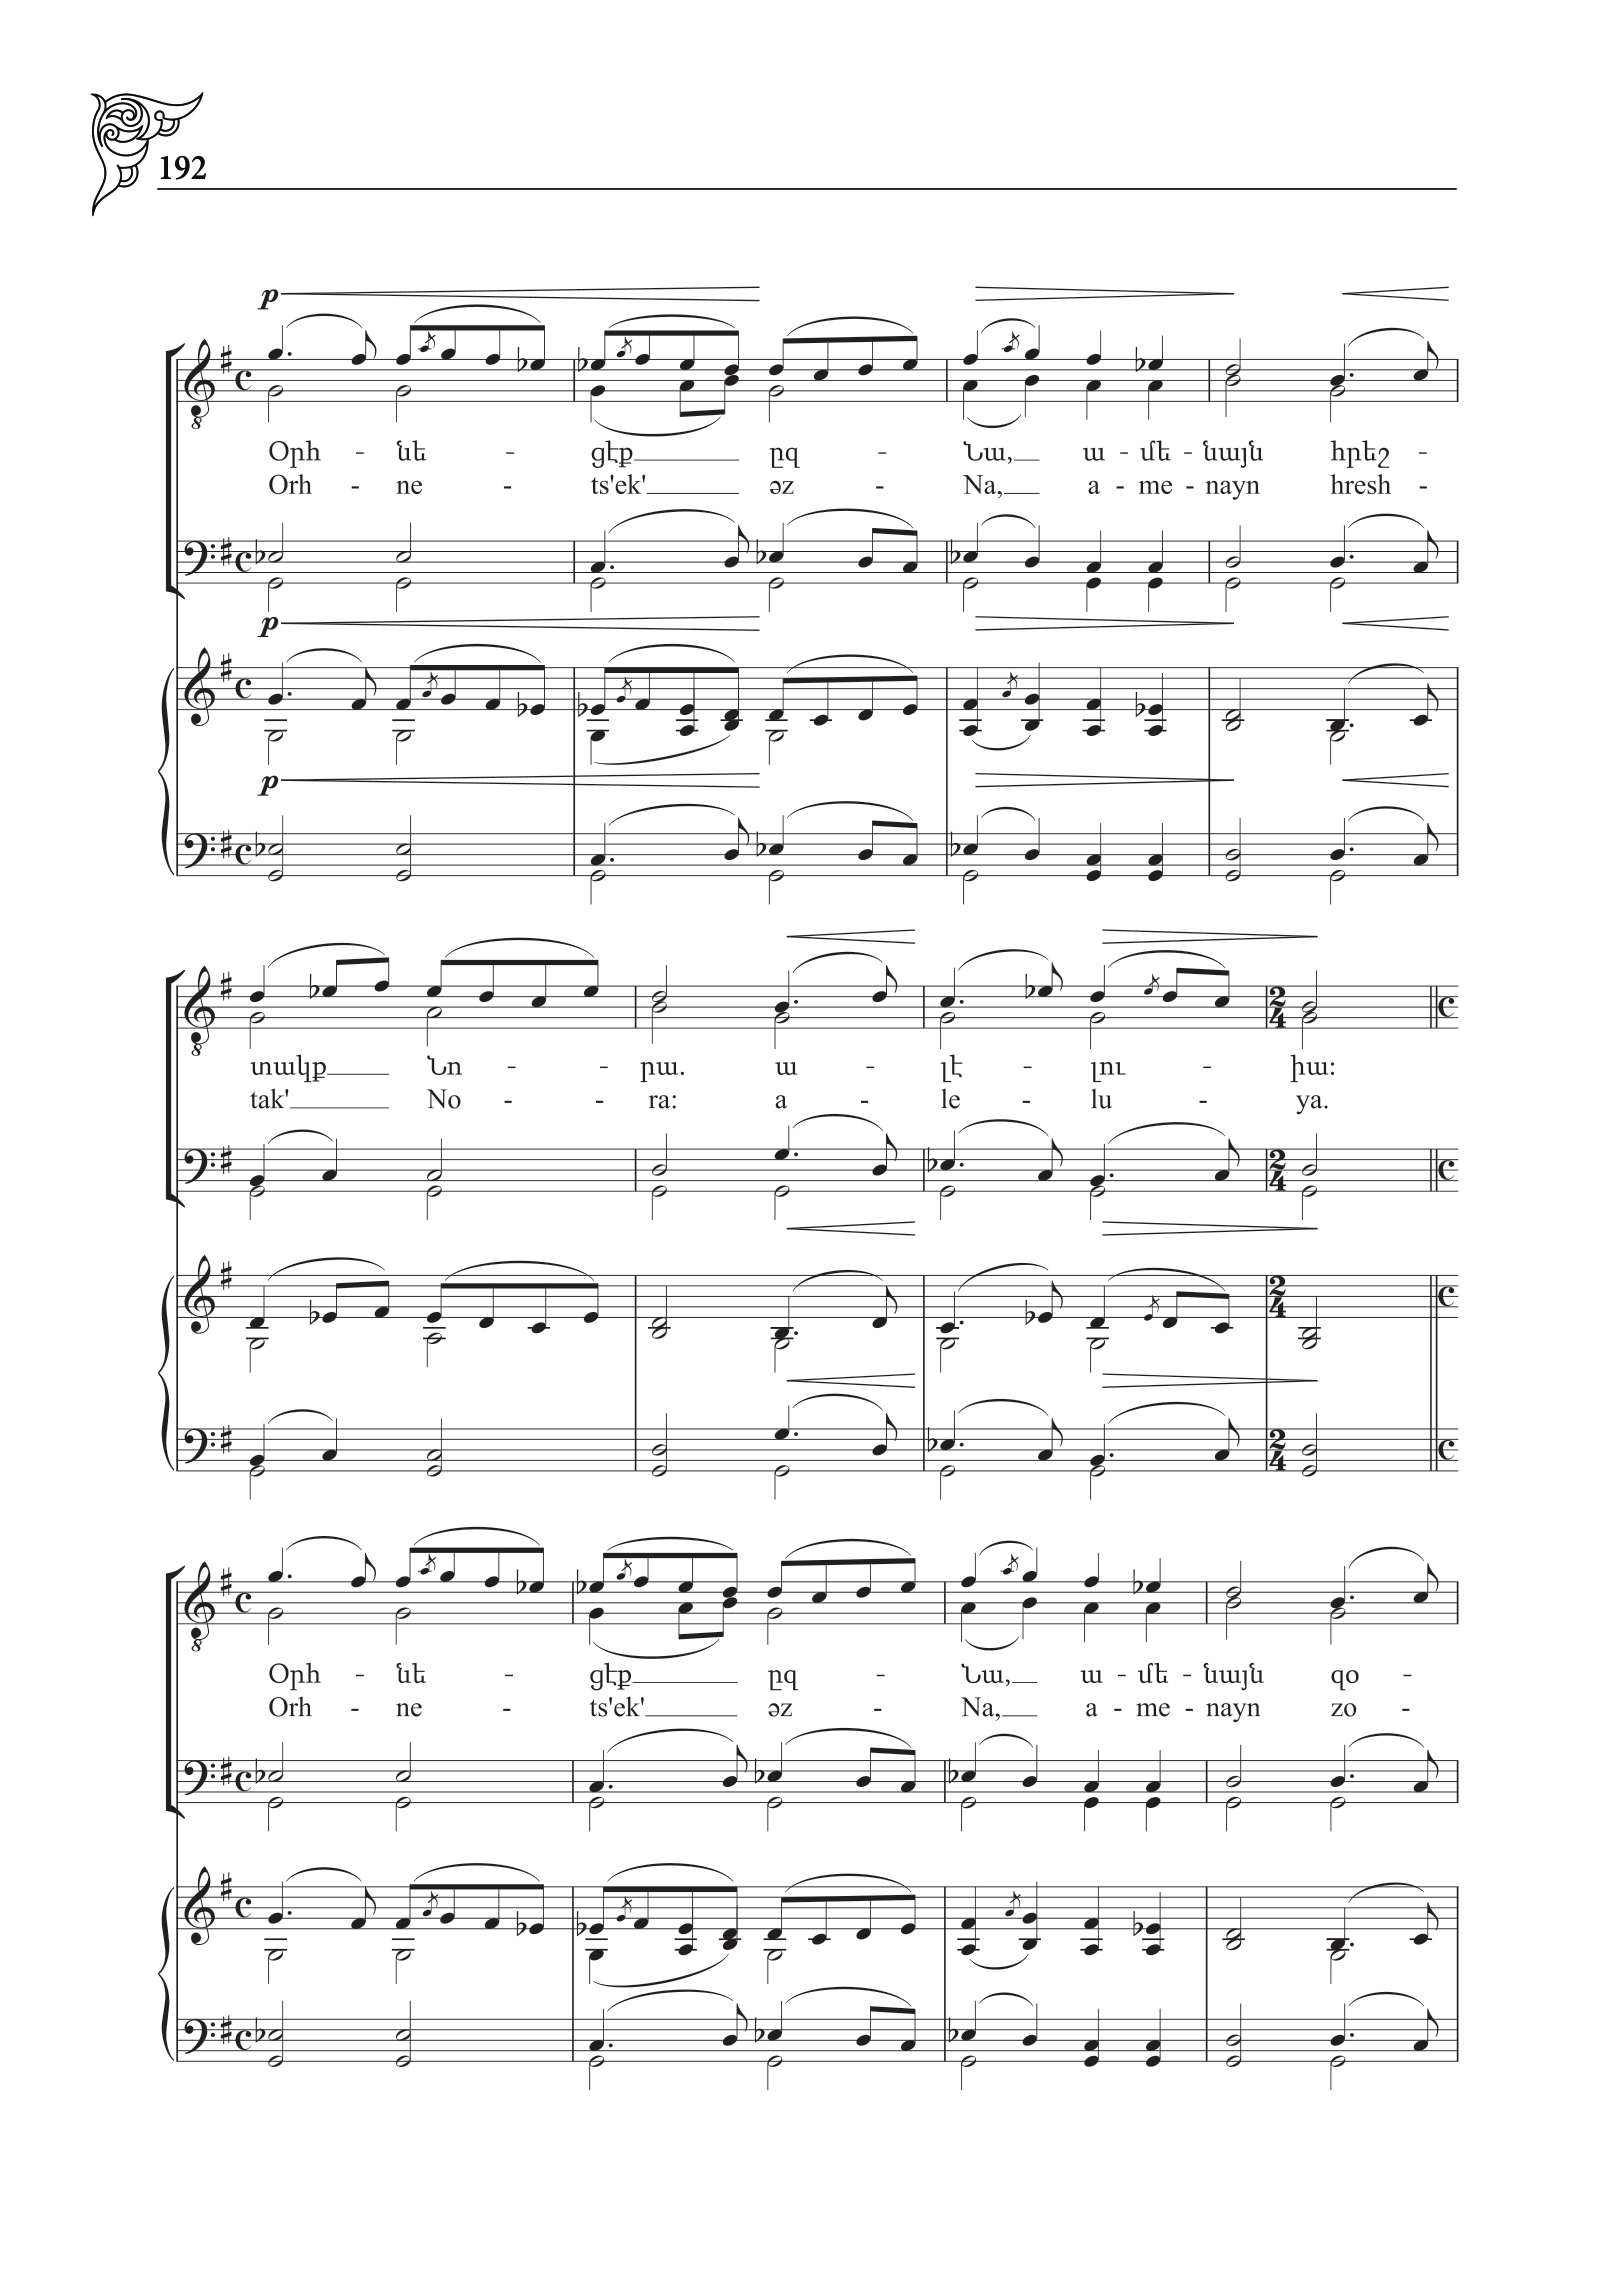 192
p
Օրհ - նե - ցէք ըզ - Նա, ա - մե - նայն հրեշ -
Orh - ne - ts'ek' əz - Na, a - me - nayn hresh -
p
p
տակք Նո - - րա. ա - լէ - լու - իա:
tak' No - - ra: a - le - lu - ya.
Օրհ - նե - ցէք ըզ - Նա, ա - մե - նայն զօ -
Orh - ne - ts'ek' əz - Na, a - me - nayn zo -